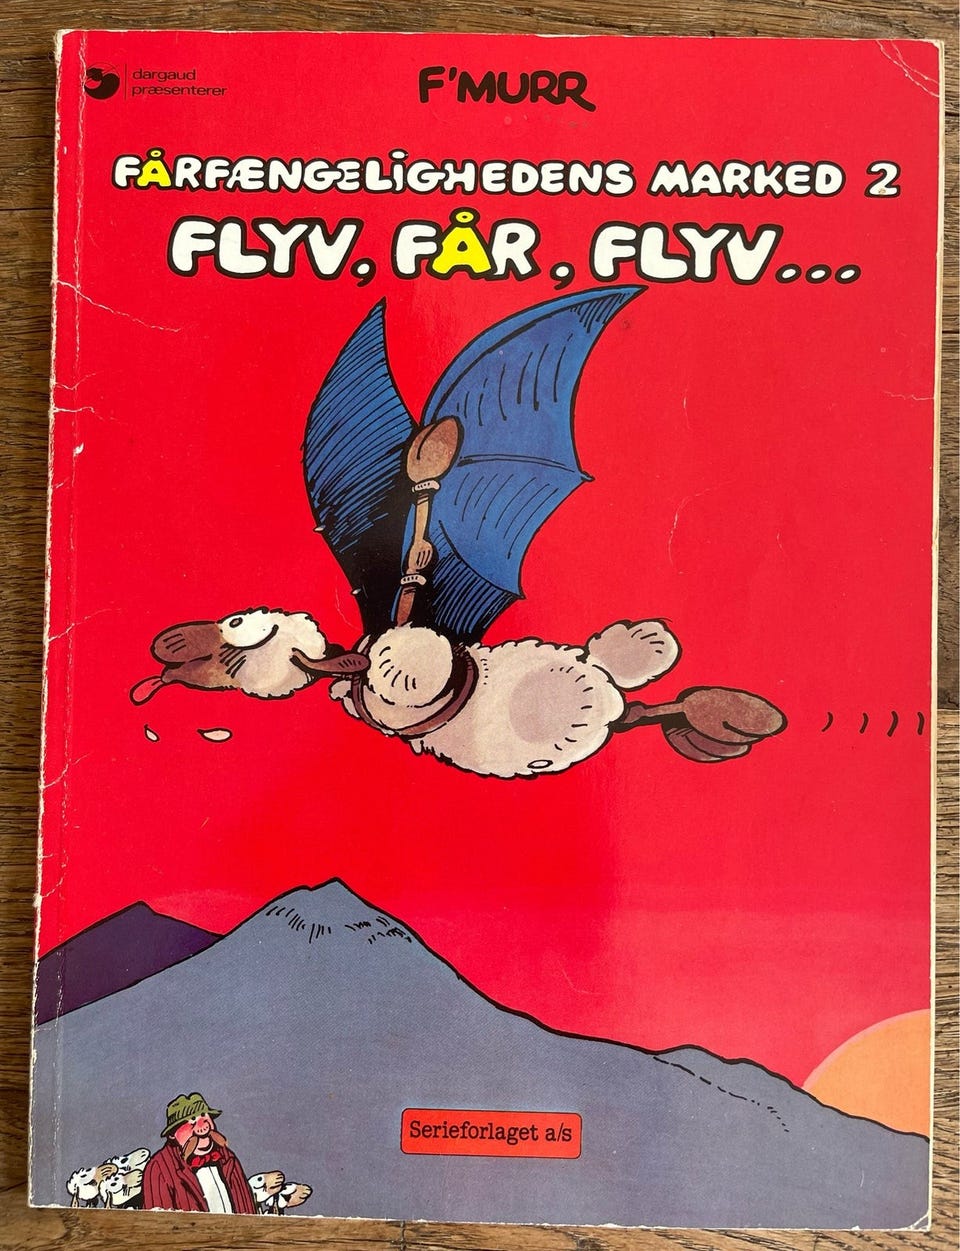 dargaud
præsenterer
F'MURR
FÅRFÆNGELIGHEDENS MARKED 2
FLYV, FÅR, FLYV...
Serieforlaget a/s